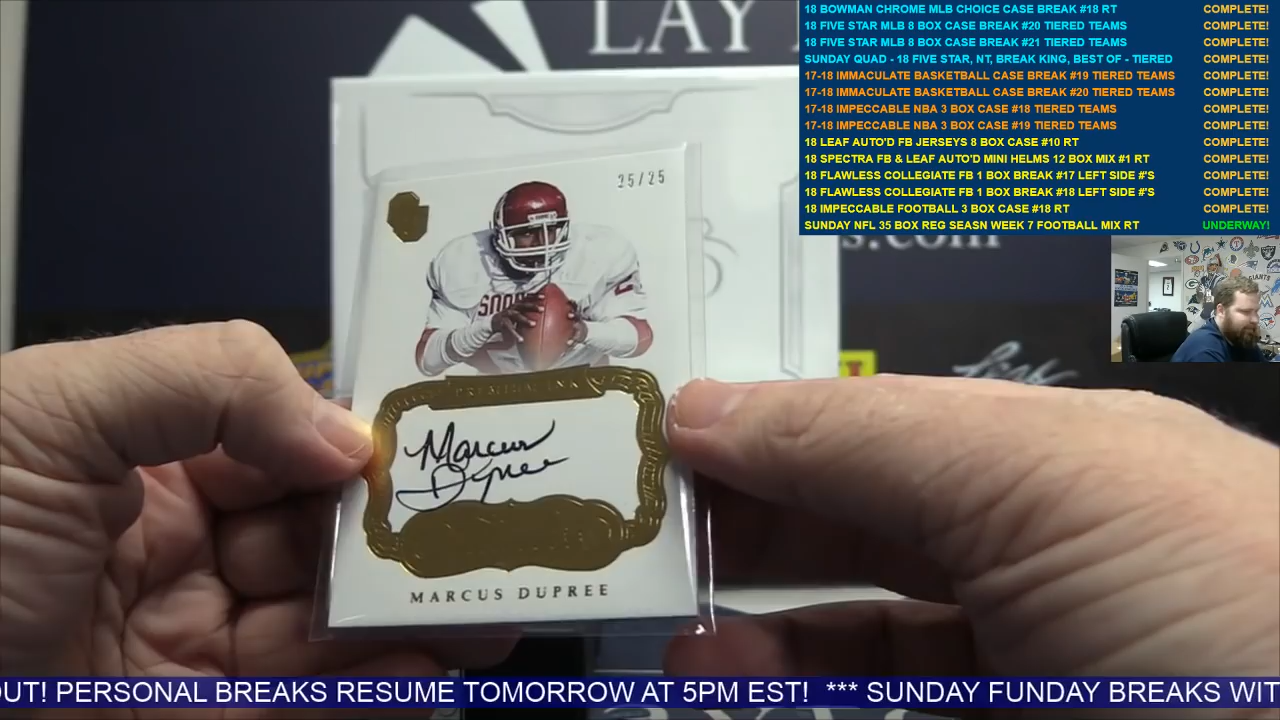 LAY
18 BOWMAN CHROME MLB CHOICE CASE BREAK #18 RT COMPLETE!
18 FIVE STAR MLB 8 BOX CASE BREAK #20 TIERED TEAMS COMPLETE!
18 FIVE STAR MLB 8 BOX CASE BREAK #21 TIERED TEAMS COMPLETE!
SUNDAY QUAD - 18 FIVE STAR, NT, BREAK KING, BEST OF - TIERED COMPLETE!
17-18 IMMACULATE BASKETBALL CASE BREAK #19 TIERED TEAMS COMPLETE!
17-18 IMMACULATE BASKETBALL CASE BREAK #20 TIERED TEAMS COMPLETE!
17-18 IMPECCABLE NBA 3 BOX CASE #18 TIERED TEAMS COMPLETE!
17-18 IMPECCABLE NBA 3 BOX CASE #19 TIERED TEAMS COMPLETE!
18 LEAF AUTO'D FB JERSEYS 8 BOX CASE #10 RT COMPLETE!
18 SPECTRA FB & LEAF AUTO'D MINI HELMS 12 BOX MIX #1 RT COMPLETE!
18 FLAWLESS COLLEGIATE FB 1 BOX BREAK #17 LEFT SIDE #'S COMPLETE!
18 FLAWLESS COLLEGIATE FB 1 BOX BREAK #18 LEFT SIDE #'S COMPLETE!
18 IMPECCABLE FOOTBALL 3 BOX CASE #18 RT COMPLETE!
SUNDAY NFL 35 BOX REG SEASN WEEK 7 FOOTBALL MIX RT UNDERWAY!
25/25
s.com
SOON
PREMIUM INK
Marcus
Dupree
MARCUS DUPREE
Leaf
GIANTS
OUT! PERSONAL BREAKS RESUME TOMORROW AT 5PM EST! *** SUNDAY FUNDAY BREAKS WIT